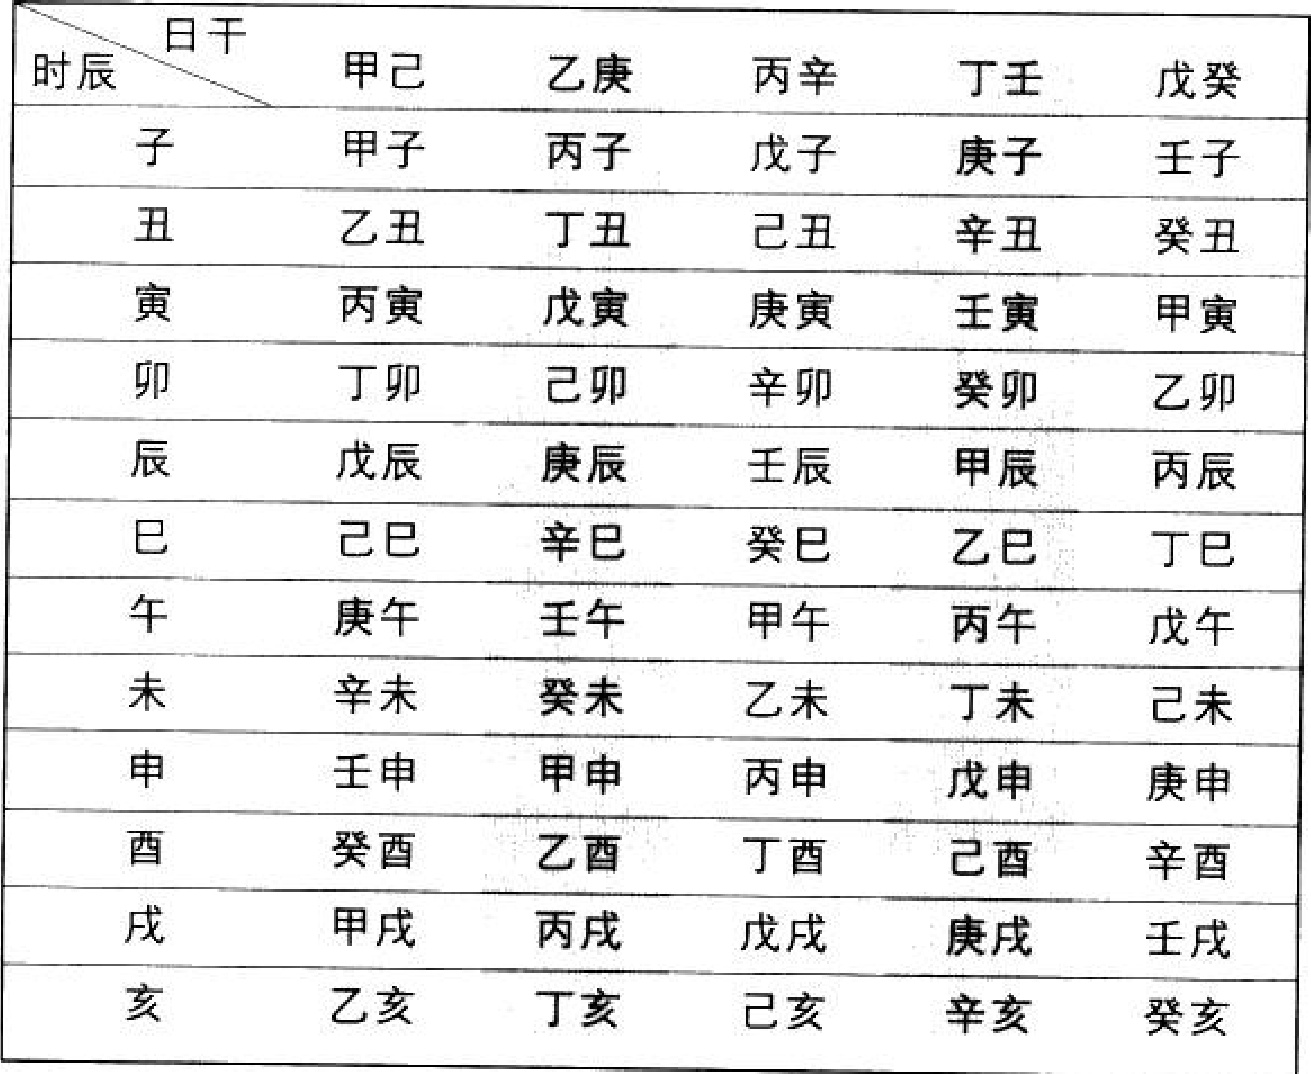 日干
时辰 甲己 乙庚 丙辛 丁壬 戊癸
子 甲子 丙子 戊子 庚子 壬子
丑 乙丑 丁丑 己丑 辛丑 癸丑
寅 丙寅 戊寅 庚寅 壬寅 甲寅
卯 丁卯 己卯 辛卯 癸卯 乙卯
辰 戊辰 庚辰 壬辰 甲辰 丙辰
巳 己巳 辛巳 癸巳 乙巳 丁巳
午 庚午 壬午 甲午 丙午 戊午
未 辛未 癸未 乙未 丁未 己未
申 壬申 甲申 丙申 戊申 庚申
酉 癸酉 乙酉 丁酉 己酉 辛酉
戌 甲戌 丙戌 戊戌 庚戌 壬戌
亥 乙亥 丁亥 己亥 辛亥 癸亥